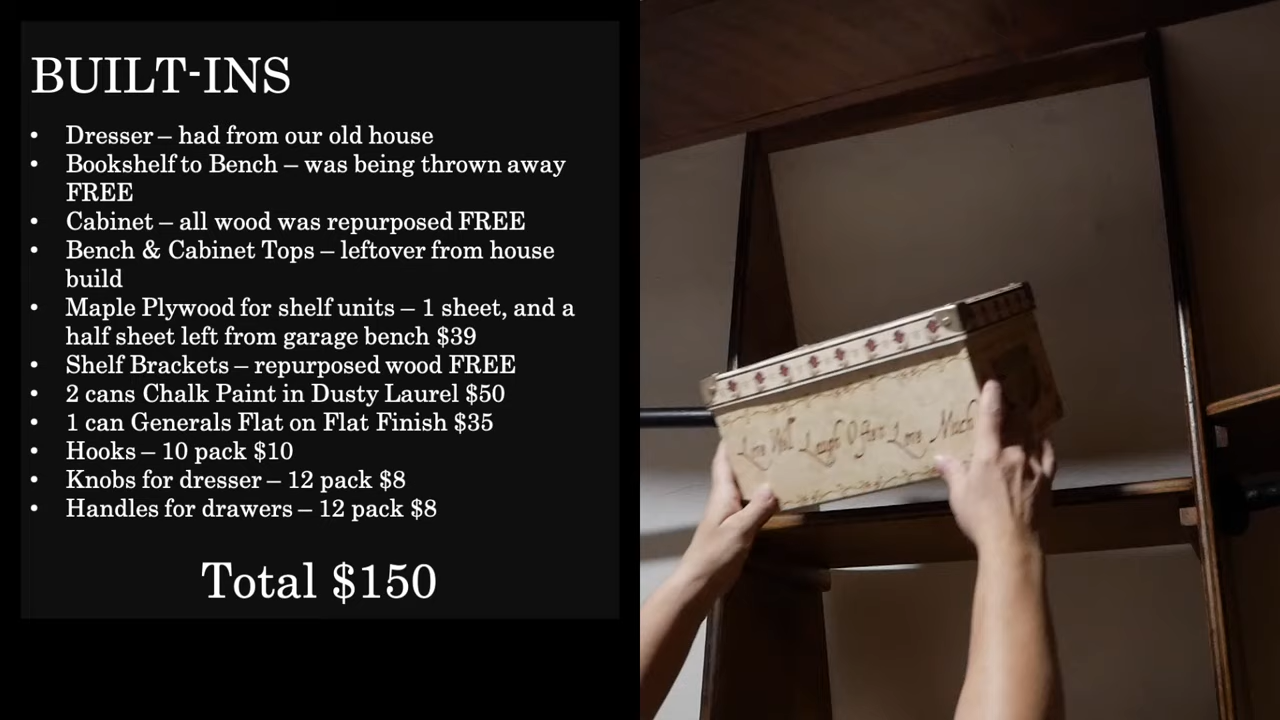 BUILT-INS
• Dresser – had from our old house
• Bookshelf to Bench – was being thrown away
FREE
• Cabinet – all wood was repurposed FREE
• Bench & Cabinet Tops – leftover from house
build
• Maple Plywood for shelf units – 1 sheet, and a
half sheet left from garage bench $39
• Shelf Brackets – repurposed wood FREE
• 2 cans Chalk Paint in Dusty Laurel $50
• 1 can Generals Flat on Flat Finish $35
• Hooks – 10 pack $10
• Knobs for dresser – 12 pack $8
• Handles for drawers – 12 pack $8
Total $150
Live Well Laugh Often Love Much